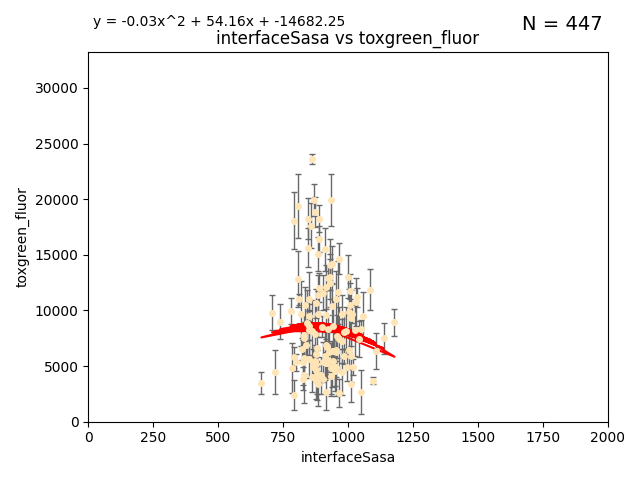 y = -0.03x^2 + 54.16x + -14682.25
N = 447
interfaceSasa vs toxgreen_fluor
30000
25000
20000
15000
10000
5000
0
toxgreen_fluor
0 250 500 750 1000 1250 1500 1750 2000
interfaceSasa